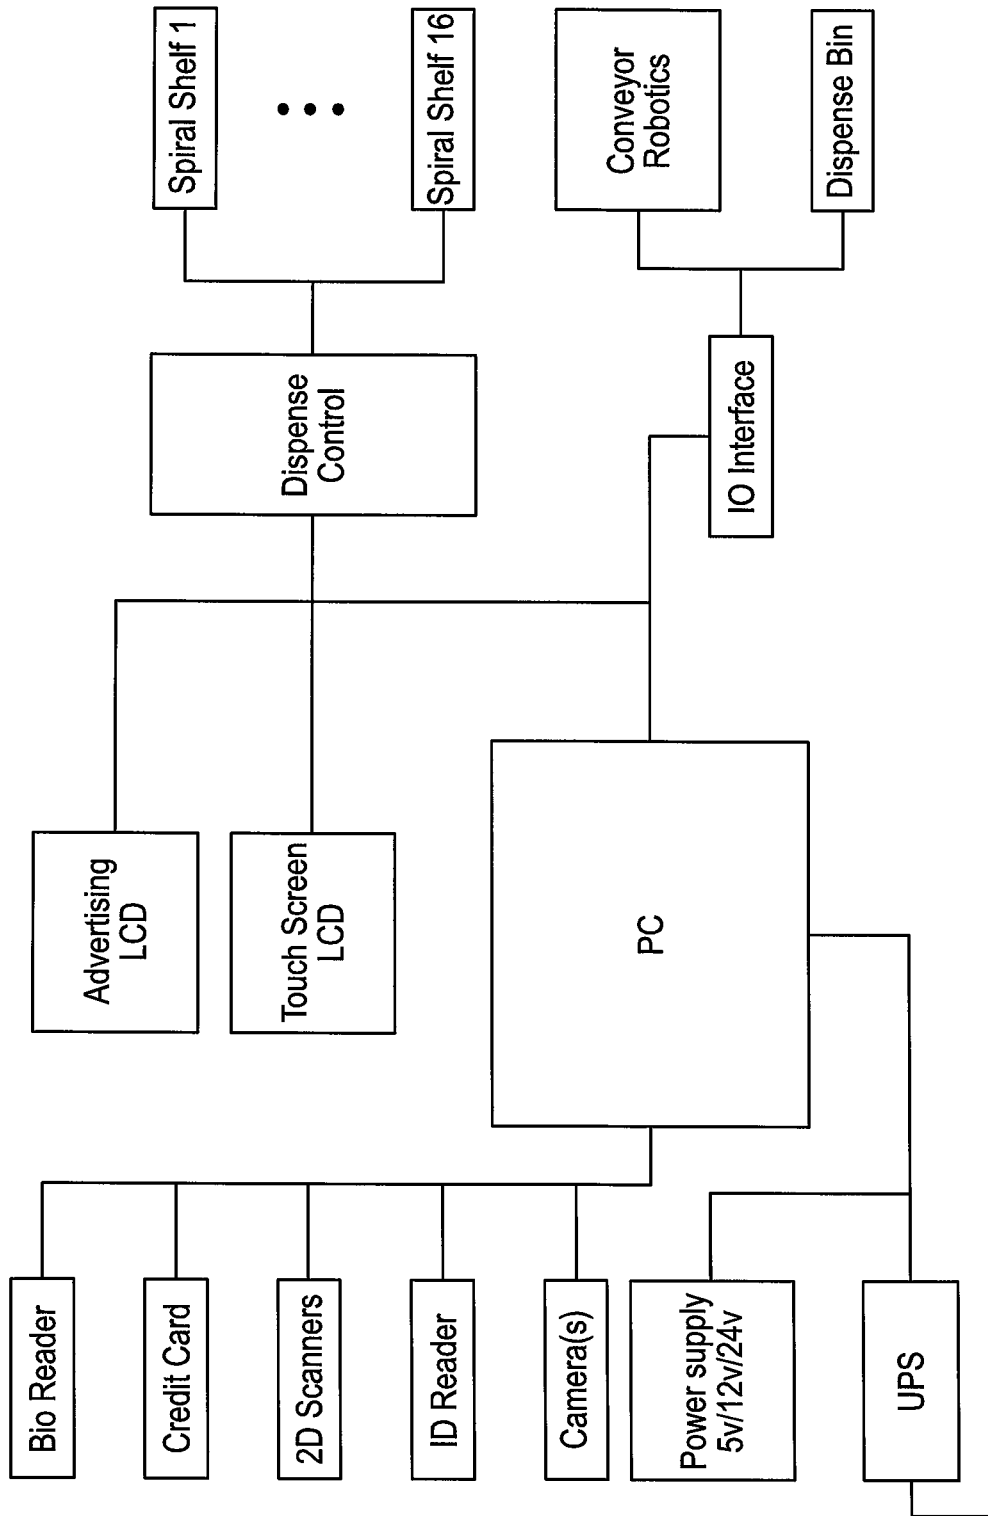 Bio Reader
Credit Card
2D Scanners
ID Reader
Camera(s)
Power supply
5v/12v/24v
UPS
Advertising
LCD
Touch Screen
LCD
PC
Dispense
Control
IO Interface
Spiral Shelf 1
Spiral Shelf 16
Conveyor
Robotics
Dispense Bin